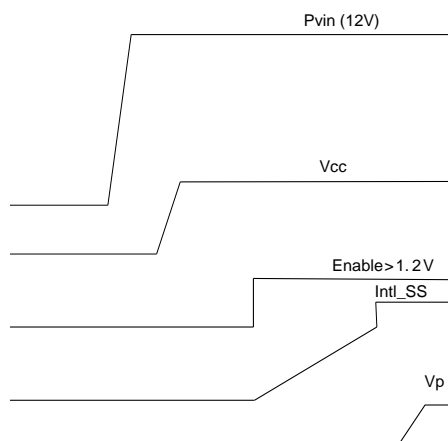 Pvin (12V)
Vcc
Enable>1.2V
Intl_SS
Vp